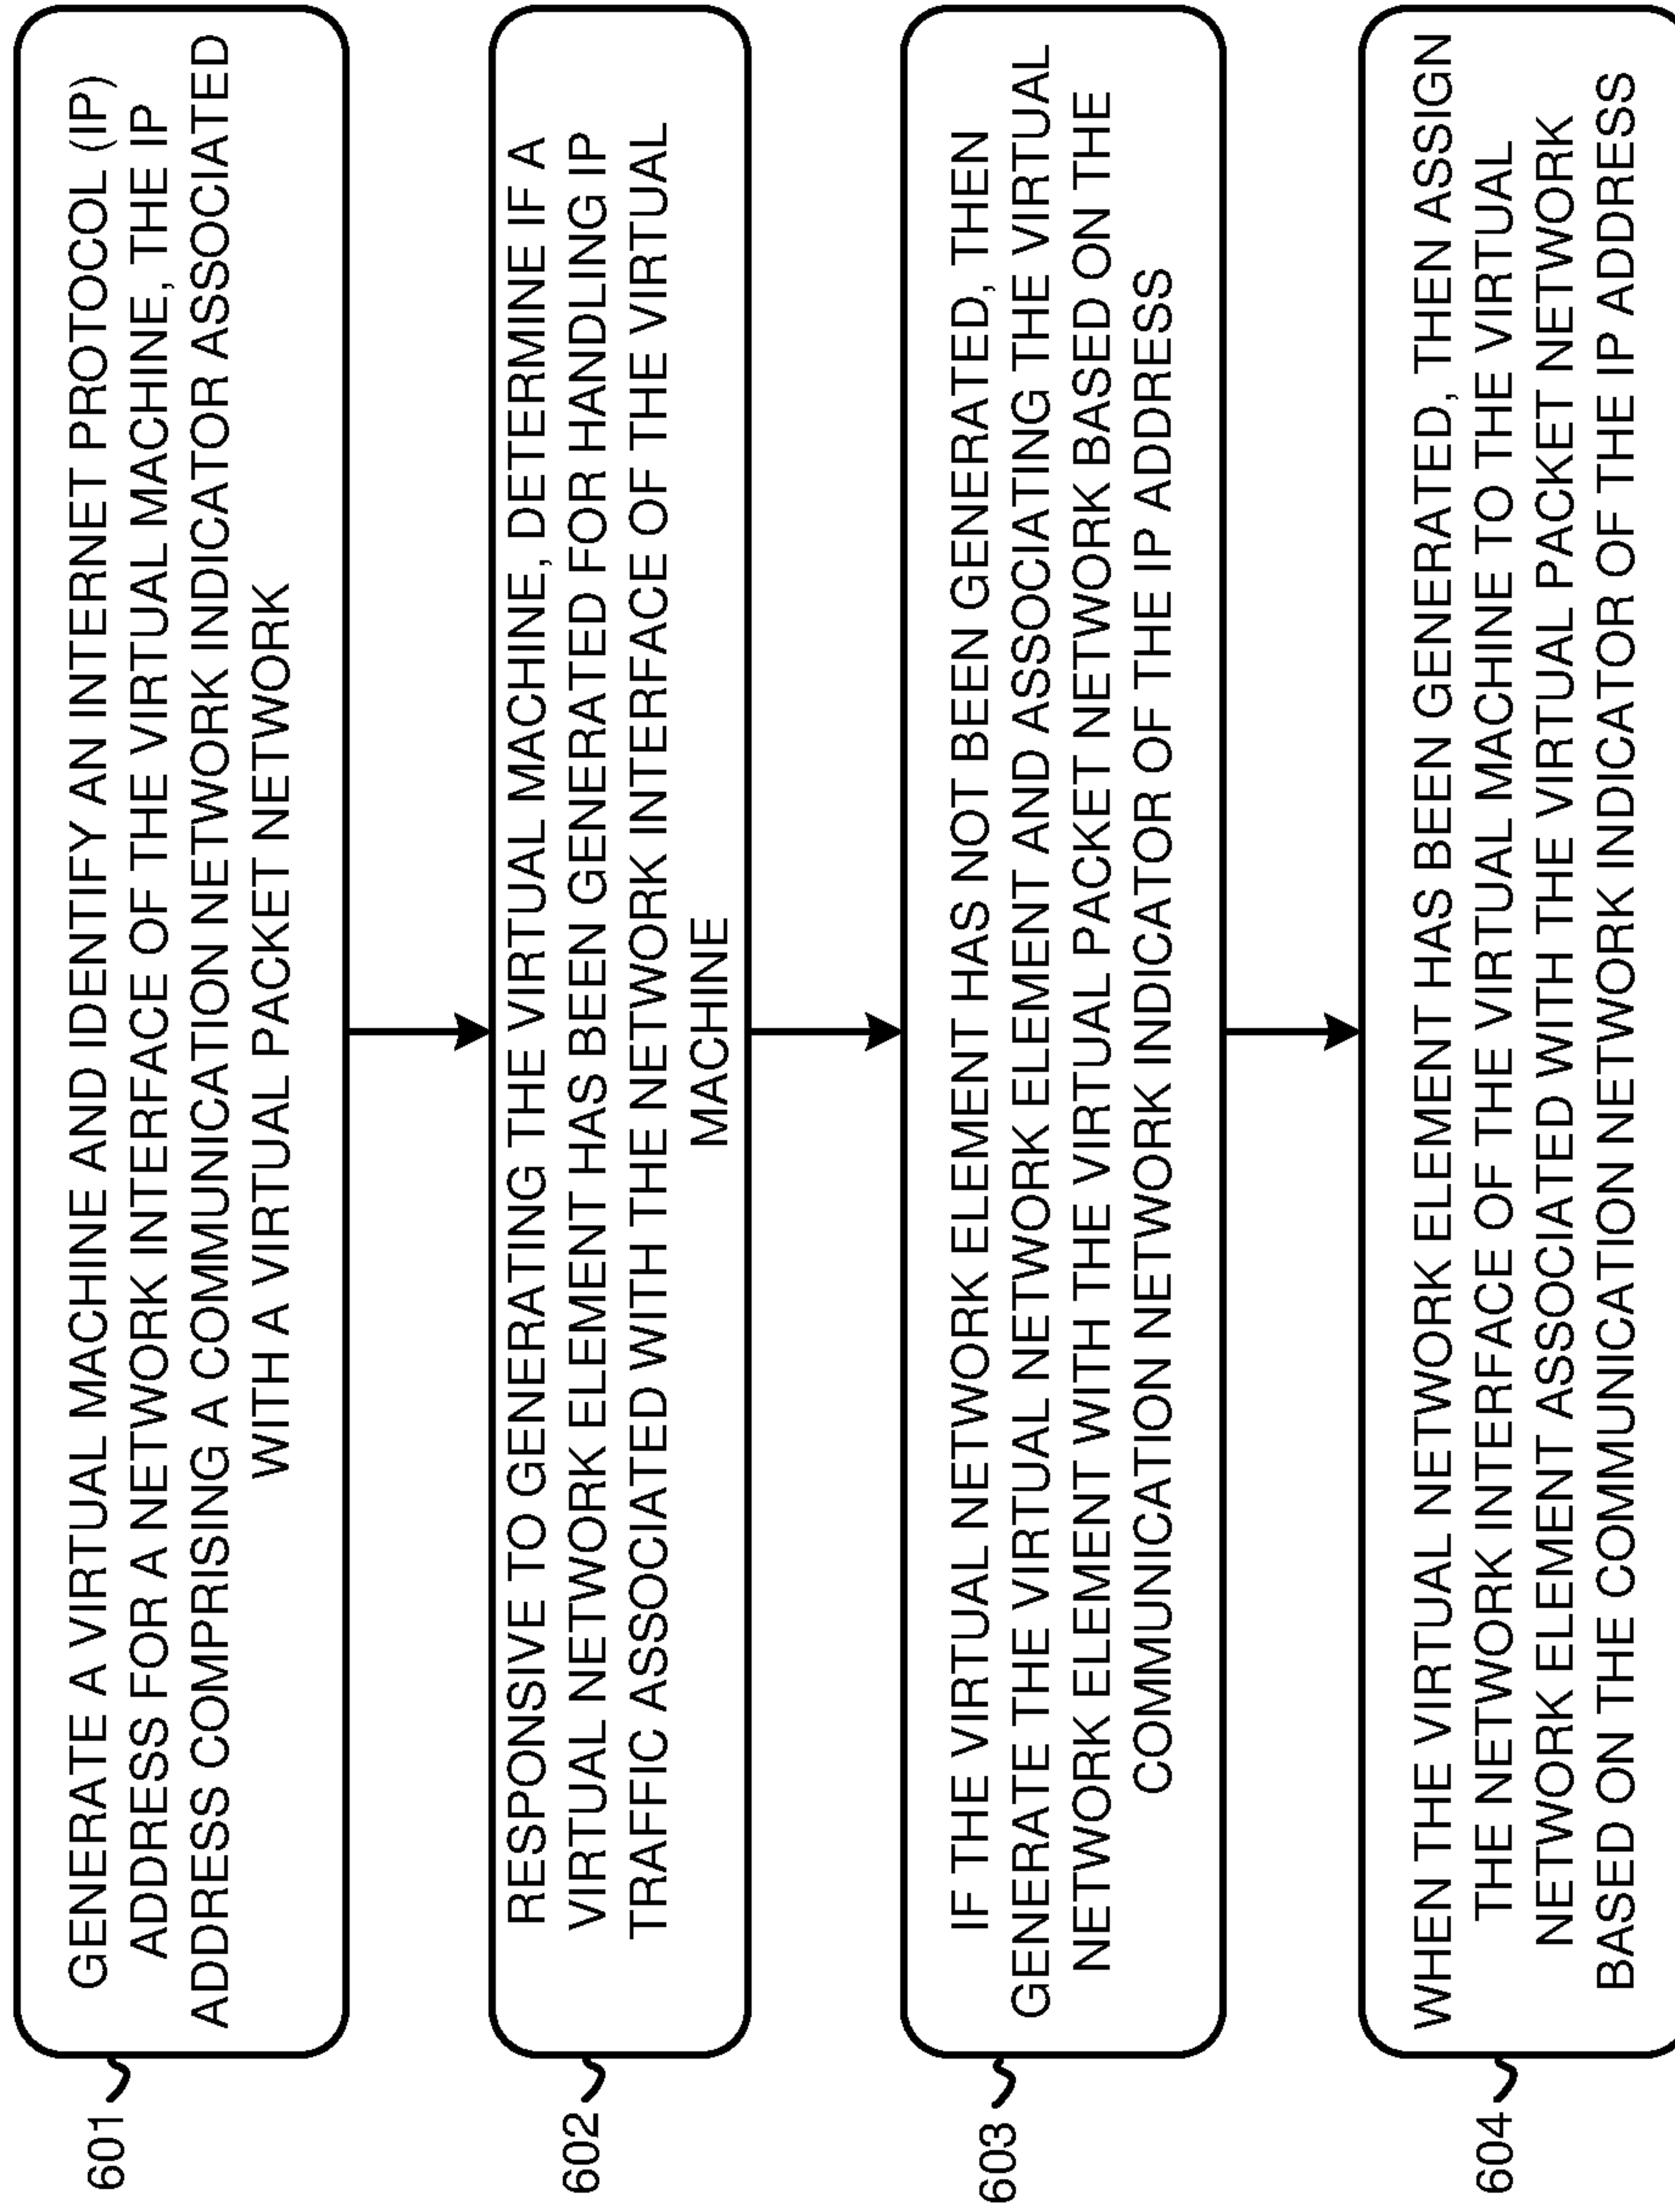 601
GENERATE A VIRTUAL MACHINE AND IDENTIFY AN INTERNET PROTOCOL (IP)
ADDRESS FOR A NETWORK INTERFACE OF THE VIRTUAL MACHINE, THE IP
ADDRESS COMPRISING A COMMUNICATION NETWORK INDICATOR ASSOCIATED
WITH A VIRTUAL PACKET NETWORK
602
RESPONSIVE TO GENERATING THE VIRTUAL MACHINE, DETERMINE IF A
VIRTUAL NETWORK ELEMENT HAS BEEN GENERATED FOR HANDLING IP
TRAFFIC ASSOCIATED WITH THE NETWORK INTERFACE OF THE VIRTUAL
MACHINE
603
IF THE VIRTUAL NETWORK ELEMENT HAS NOT BEEN GENERATED, THEN
GENERATE THE VIRTUAL NETWORK ELEMENT AND ASSOCIATING THE VIRTUAL
NETWORK ELEMENT WITH THE VIRTUAL PACKET NETWORK BASED ON THE
COMMUNICATION NETWORK INDICATOR OF THE IP ADDRESS
604
WHEN THE VIRTUAL NETWORK ELEMENT HAS BEEN GENERATED, THEN ASSIGN
THE NETWORK INTERFACE OF THE VIRTUAL MACHINE TO THE VIRTUAL
NETWORK ELEMENT ASSOCIATED WITH THE VIRTUAL PACKET NETWORK
BASED ON THE COMMUNICATION NETWORK INDICATOR OF THE IP ADDRESS